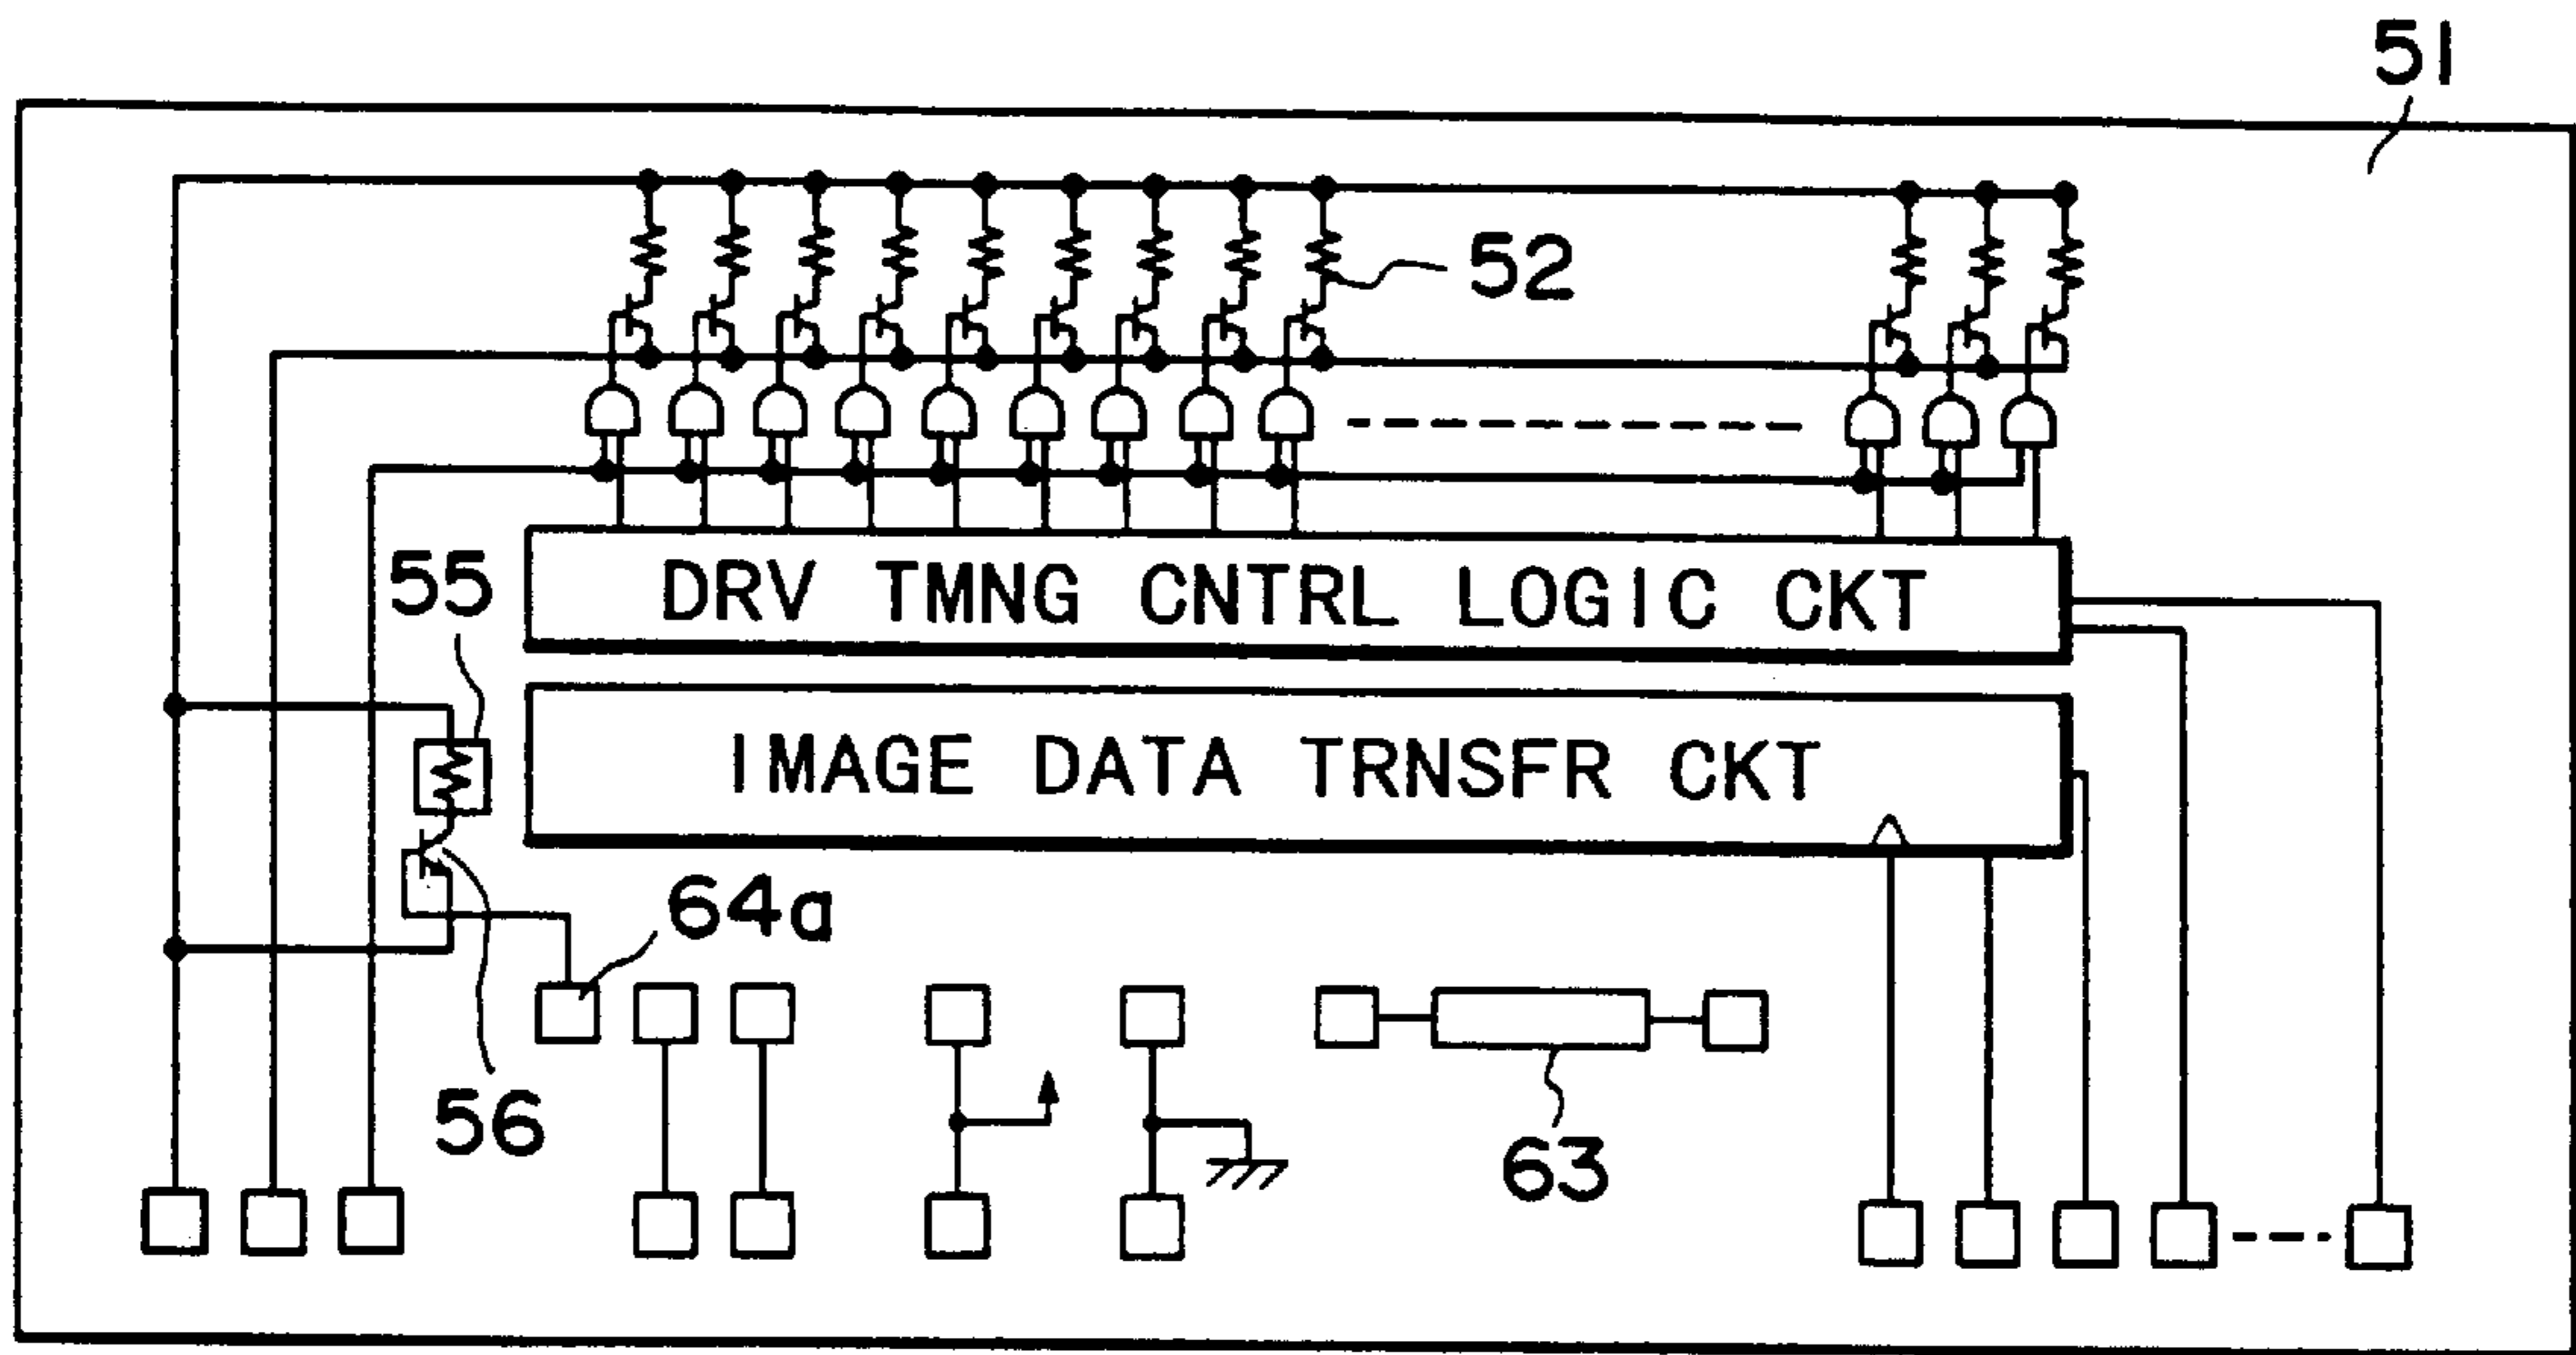 51
52
55
DRV TMNG CNTRL LOGIC CKT
IMAGE DATA TRNSFR CKT
64a
56
63